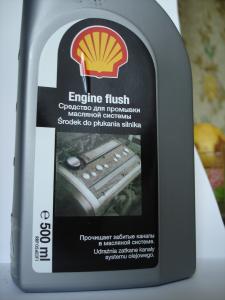 Engine flush
Средство для промывки
масляной системы
Środek do płukania silnika
Прочищает забитые каналы
в масляной системе.
Udrażnia zatkane kanały
systemu olejowego.
e 500 ml